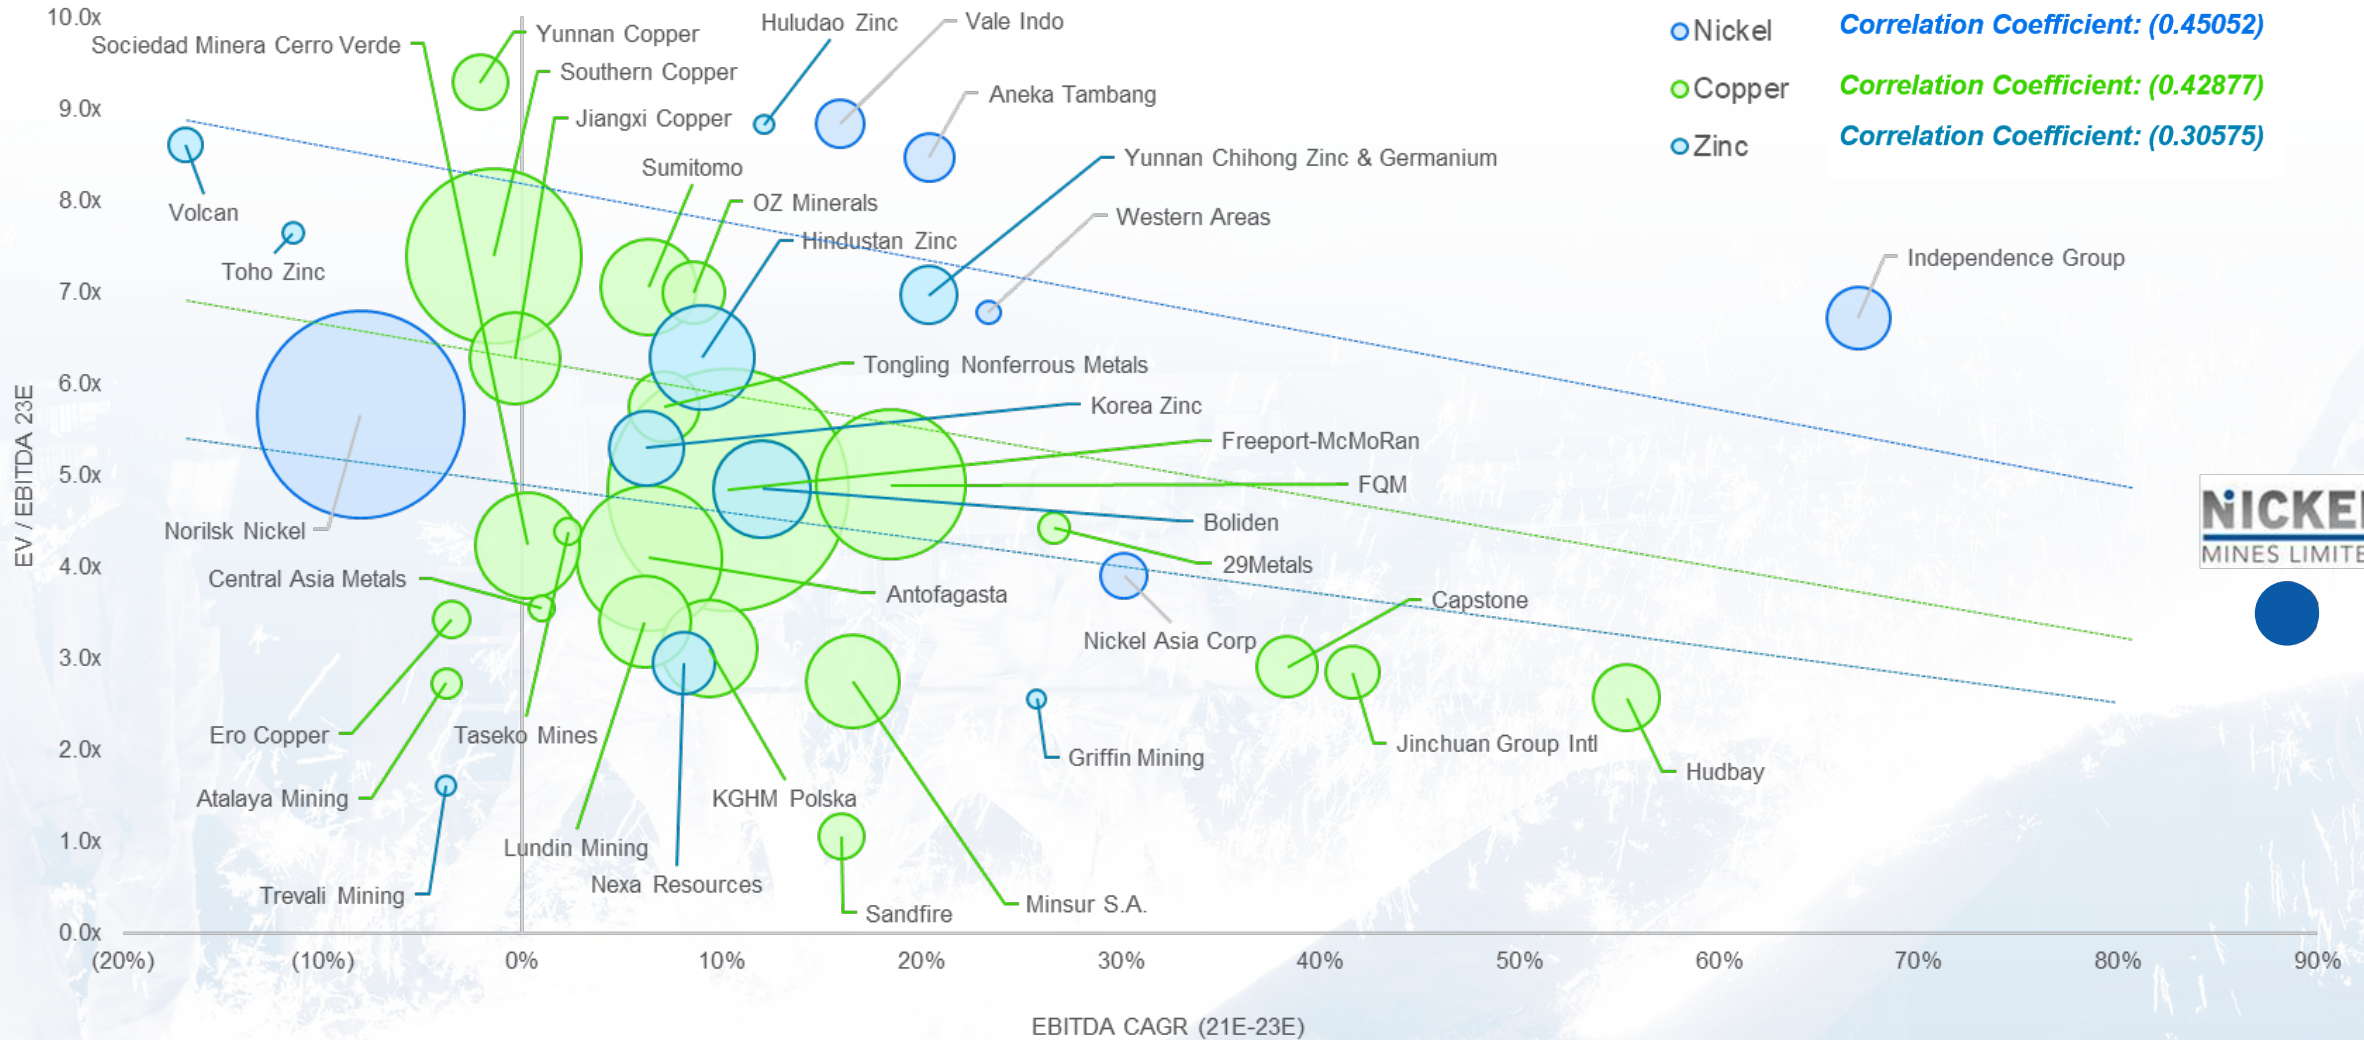 10.0x
9.0x
8.0x
7.0x
6.0x
5.0x
4.0x
3.0x
2.0x
1.0x
0.0x
EV / EBITDA 23E
(20%)
(10%)
0%
10%
20%
30%
40%
50%
60%
70%
80%
90%
EBITDA CAGR (21E-23E)
Nickel
Correlation Coefficient: (0.45052)
Copper
Correlation Coefficient: (0.42877)
Zinc
Correlation Coefficient: (0.30575)
Sociedad Minera Cerro Verde
Yunnan Copper
Southern Copper
Jiangxi Copper
Huludao Zinc
Vale Indo
Aneka Tambang
Sumitomo
OZ Minerals
Hindustan Zinc
Yunnan Chihong Zinc & Germanium
Western Areas
Independence Group
Volcan
Toho Zinc
Tongling Nonferrous Metals
Korea Zinc
Freeport-McMoRan
FQM
Boliden
29Metals
Norilsk Nickel
Central Asia Metals
Antofagasta
Nickel Asia Corp
Capstone
Ero Copper
Taseko Mines
Atalaya Mining
Trevali Mining
Lundin Mining
Nexa Resources
KGHM Polska
Sandfire
Minsur S.A.
Griffin Mining
Jinchuan Group Intl
Hudbay
NiCKEL
MINES LIMITE